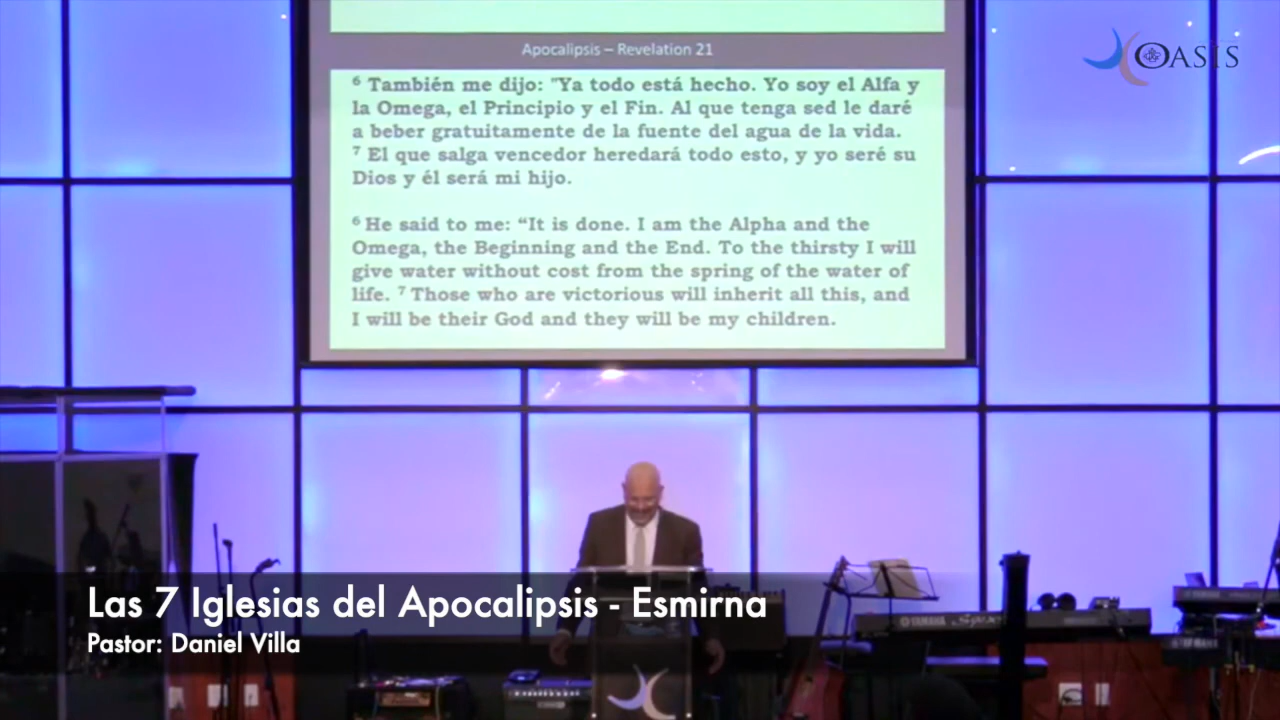 Apocalipsis – Revelation 21
OASIS
⁶ También me dijo: "Ya todo está hecho. Yo soy el Alfa y
la Omega, el Principio y el Fin. Al que tenga sed le daré
a beber gratuitamente de la fuente del agua de la vida.
⁷ El que salga vencedor heredará todo esto, y yo seré su
Dios y él será mi hijo.
⁶ He said to me: “It is done. I am the Alpha and the
Omega, the Beginning and the End. To the thirsty I will
give water without cost from the spring of the water of
life. ⁷ Those who are victorious will inherit all this, and
I will be their God and they will be my children.
Las 7 Iglesias del Apocalipsis - Esmirna
Pastor: Daniel Villa
YAMAHA